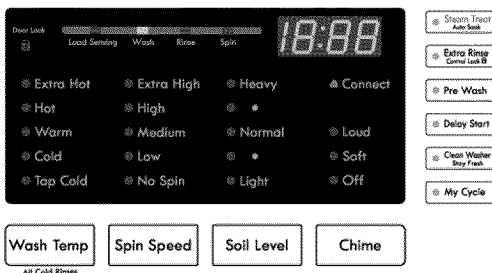 Door Lock
Load Sensing Wash Rinse Spin
18:88
Extra Hot Extra High Heavy Connect
Hot High
Warm Medium Normal Loud
Cold Low Soft
Tap Cold No Spin Light Off
Wash Temp Spin Speed Soil Level Chime
All Cold Rinses
Steam Treat
Auto Soak
Extra Rinse
Control Lock
Pre Wash
Delay Start
Clean Washer
Stay Fresh
My Cycle